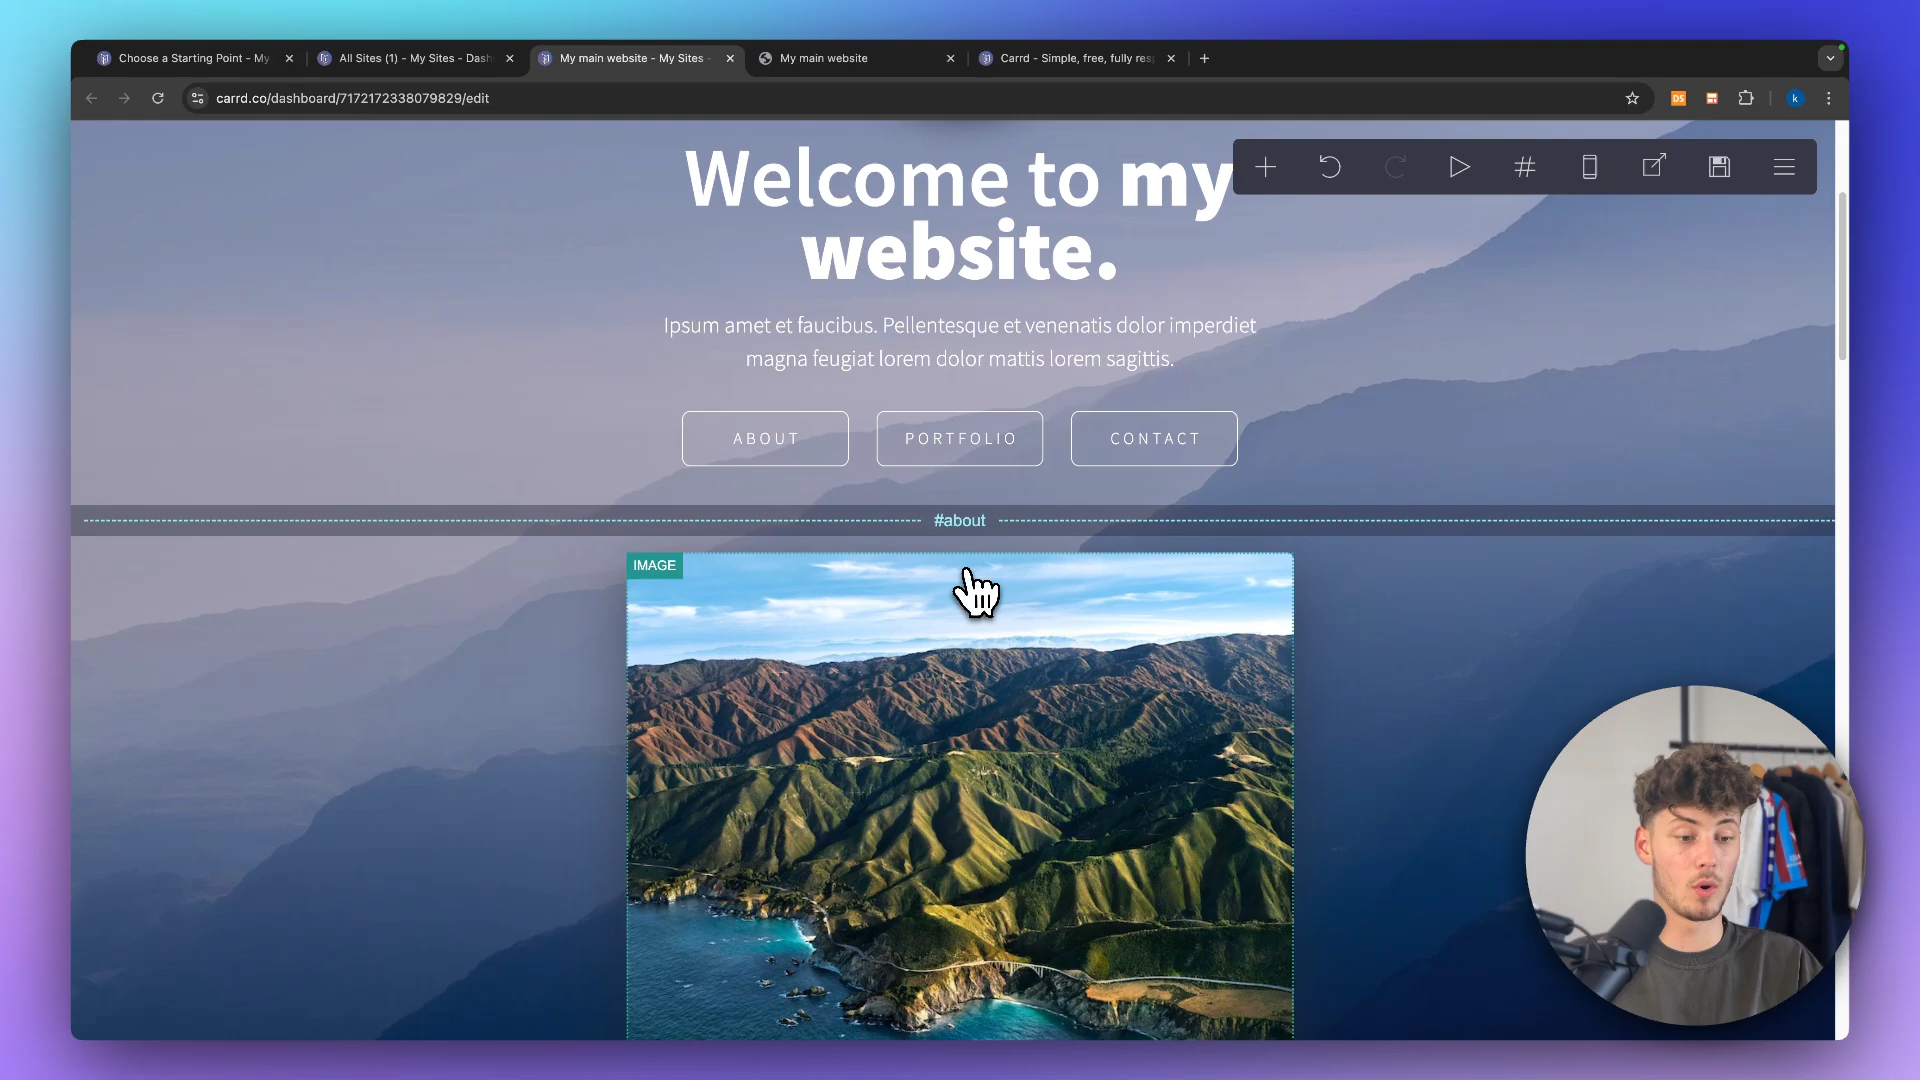 Choose a Starting Point - My
All Sites (1) - My Sites - Dash
My main website - My Sites -
My main website
Carrd - Simple, free, fully res
carrd.co/dashboard/7172172338079829/edit
DS
k
Welcome to my
website.
Ipsum amet et faucibus. Pellentesque et venenatis dolor imperdiet
magna feugiat lorem dolor mattis lorem sagittis.
ABOUT
PORTFOLIO
CONTACT
#about
IMAGE